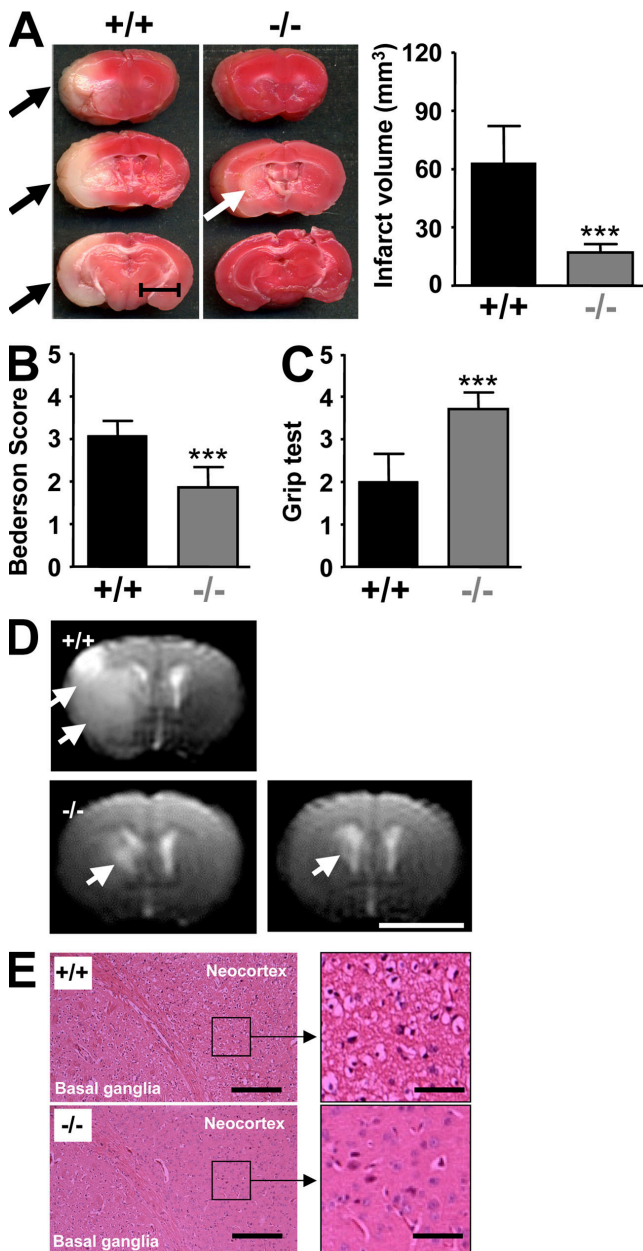 A
+/+
-/-
Infarct volume (mm³)
120
90
60
30
0
***
+/+
-/-
B
Bederson Score
5
4
3
2
1
0
***
+/+
-/-
C
Grip test
5
4
3
2
1
0
***
+/+
-/-
D
+/+
-/-
E
+/+
Neocortex
Basal ganglia
-/-
Neocortex
Basal ganglia